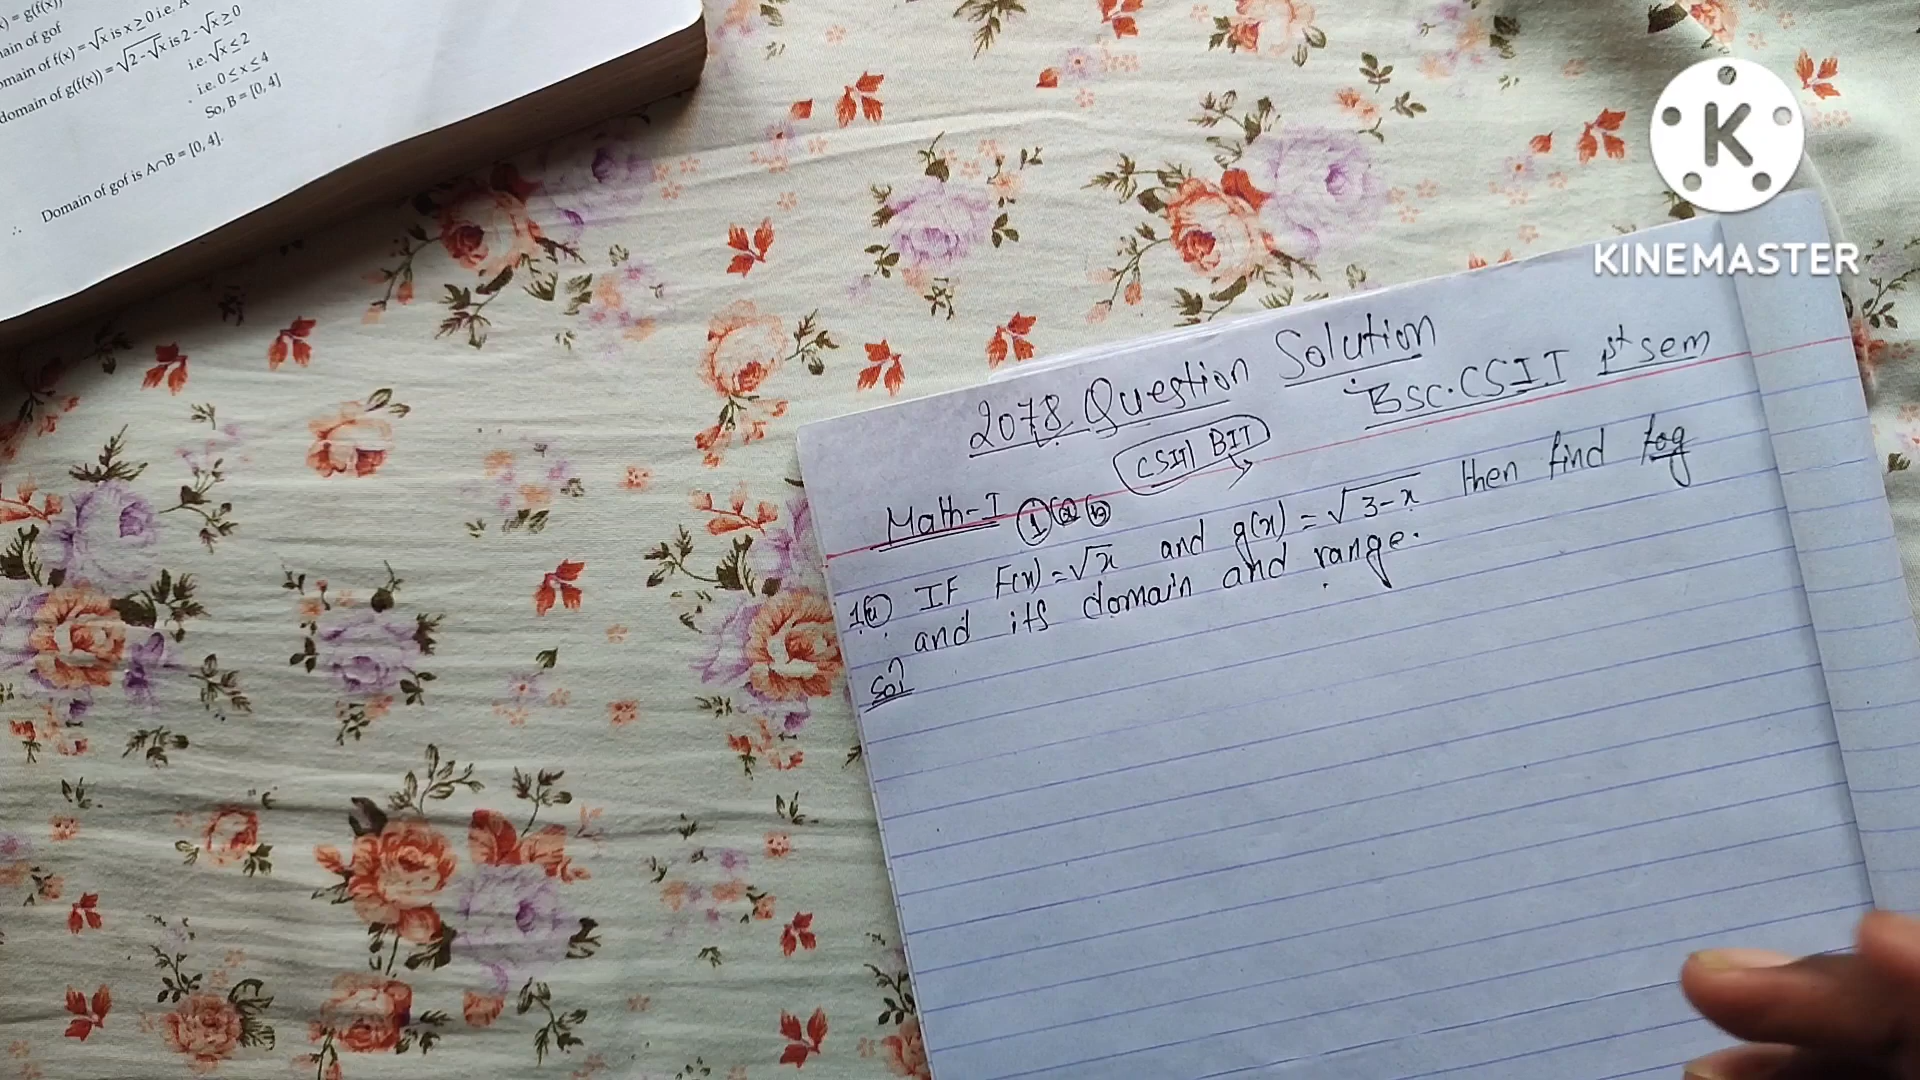 ) = g(f(x))
ain of gof
omain of f(x) = √x is x ≥ 0 i.e. A
domain of g(f(x)) = √2-√x is 2 - √x ≥ 0
i.e. √x ≤ 2
i.e. 0 ≤ x ≤ 4
So, B = [0, 4]
∴ Domain of gof is A∩B = [0, 4].
K
KINEMASTER
2078 Question Solution
BSC.CSIT 1st sem
CSIT| BIT
Math-I ① ⓐ ⓑ
1.ⓐ IF F(x) = √x and g(x) = √3-x then find fog
and its domain and range.
Soln